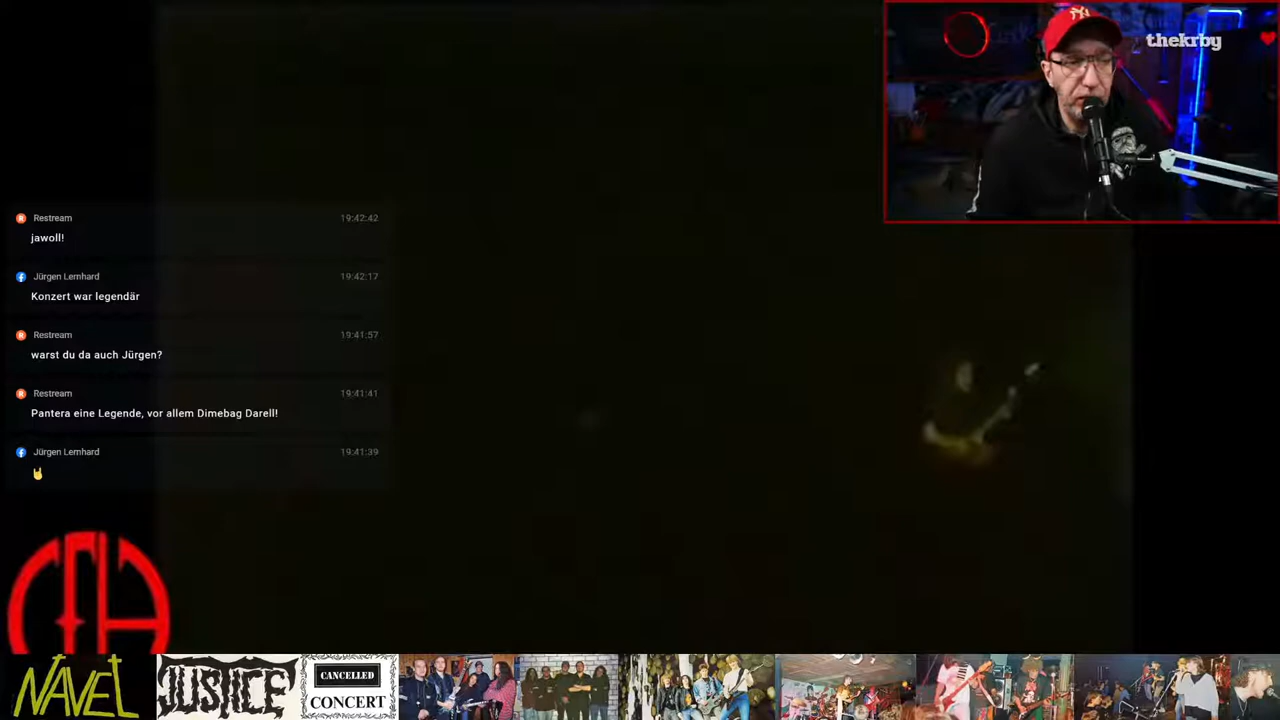 thekrby
Restream 19:42:42
jawoll!
Jürgen Lernhard 19:42:17
Konzert war legendär
Restream 19:41:57
warst du da auch Jürgen?
Restream 19:41:41
Pantera eine Legende, vor allem Dimebag Darell!
Jürgen Lernhard 19:41:39
🤘
NAVEL
JUSTICE
CANCELLED
CONCERT